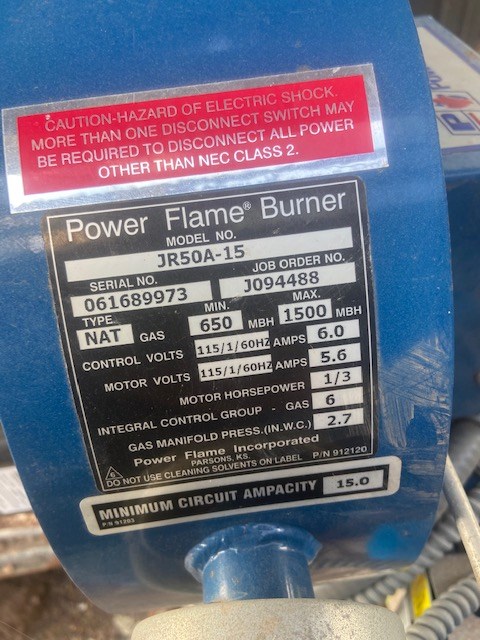 CAUTION-HAZARD OF ELECTRIC SHOCK.
MORE THAN ONE DISCONNECT SWITCH MAY
BE REQUIRED TO DISCONNECT ALL POWER
OTHER THAN NEC CLASS 2.
Power Flame® Burner
MODEL NO.
JR50A-15
SERIAL NO. JOB ORDER NO.
061689973 J094488
TYPE MIN. MAX.
NAT GAS 650 MBH 1500 MBH
CONTROL VOLTS 115/1/60HZ AMPS 6.0
MOTOR VOLTS 115/1/60HZ AMPS 5.6
MOTOR HORSEPOWER 1/3
INTEGRAL CONTROL GROUP - GAS 6
GAS MANIFOLD PRESS.(IN.W.C.) 2.7
Power Flame Incorporated
PARSONS, KS.
DO NOT USE CLEANING SOLVENTS ON LABEL P/N 912120
MINIMUM CIRCUIT AMPACITY 15.0